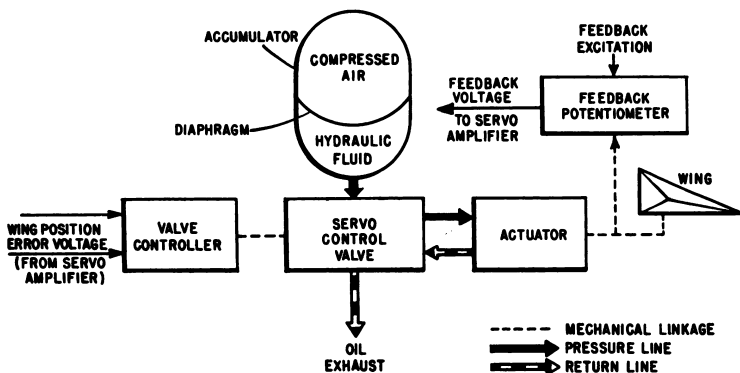 ACCUMULATOR
COMPRESSED
AIR
DIAPHRAGM
HYDRAULIC
FLUID
FEEDBACK
EXCITATION
FEEDBACK
VOLTAGE
TO SERVO
AMPLIFIER
FEEDBACK
POTENTIOMETER
WING
WING POSITION
ERROR VOLTAGE
(FROM SERVO
AMPLIFIER)
VALVE
CONTROLLER
SERVO
CONTROL
VALVE
ACTUATOR
OIL
EXHAUST
MECHANICAL LINKAGE
PRESSURE LINE
RETURN LINE